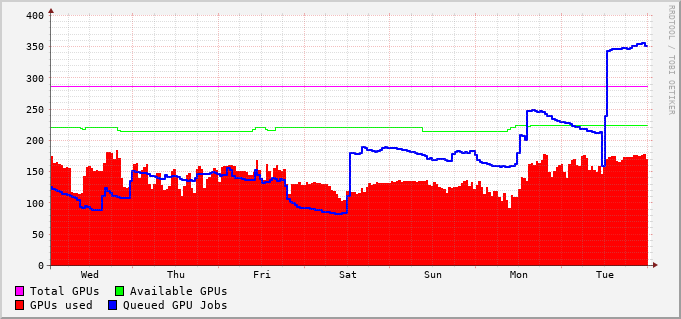 400
350
300
250
200
150
100
50
0
Wed Thu Fri Sat Sun Mon Tue
Total GPUs Available GPUs
GPUs used Queued GPU Jobs
RRDTOOL / TOBI OETIKER